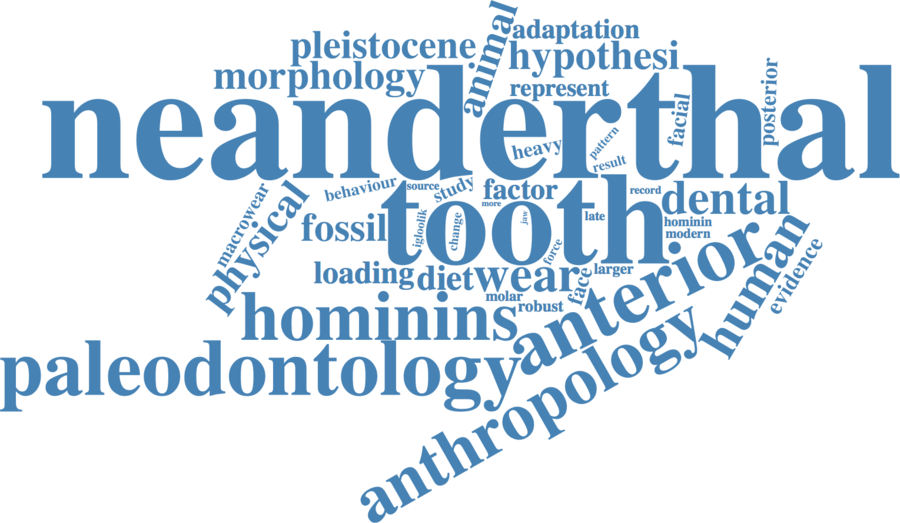 animal
adaptation
pleistocene
hypothesi
morphology
represent
neanderthal
posterior
facial
pattern
heavy
result
behaviour
source
study
factor
record
dental
macrowear
physical
more
tooth
fossil
igloolik
change
jaw
late
hominin
modern
human
evidence
force
loading
diet
wear
face
larger
molar
robust
anterior
hominins
paleodontology
anthropology